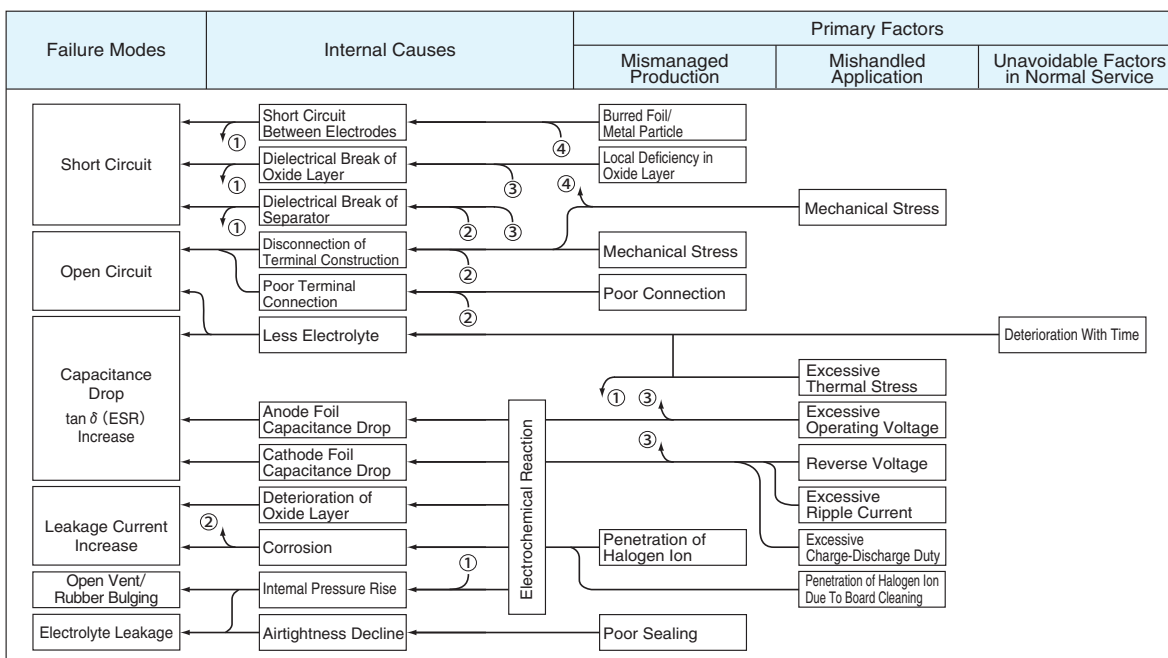 Failure Modes
Internal Causes
Primary Factors
Mismanaged
Production
Mishandled
Application
Unavoidable Factors
in Normal Service
Short Circuit
①
Short Circuit
Between Electrodes
④
Burred Foil/
Metal Particle
①
Dielectrical Break of
Oxide Layer
③
Local Deficiency in
Oxide Layer
④
①
Dielectrical Break of
Separator
②
③
Mechanical Stress
Open Circuit
Disconnection of
Terminal Construction
②
Mechanical Stress
Poor Terminal
Connection
②
Poor Connection
Capacitance
Drop
tan δ (ESR)
Increase
Less Electrolyte
Deterioration With Time
①
Excessive
Thermal Stress
Anode Foil
Capacitance Drop
③
Excessive
Operating Voltage
Cathode Foil
Capacitance Drop
③
Reverse Voltage
Electrochemical Reaction
Leakage Current
Increase
Deterioration of
Oxide Layer
Excessive
Ripple Current
②
Corrosion
Penetration of
Halogen Ion
Excessive
Charge-Discharge Duty
Open Vent/
Rubber Bulging
Internal Pressure Rise
①
Penetration of Halogen Ion
Due To Board Cleaning
Electrolyte Leakage
Airtightness Decline
Poor Sealing